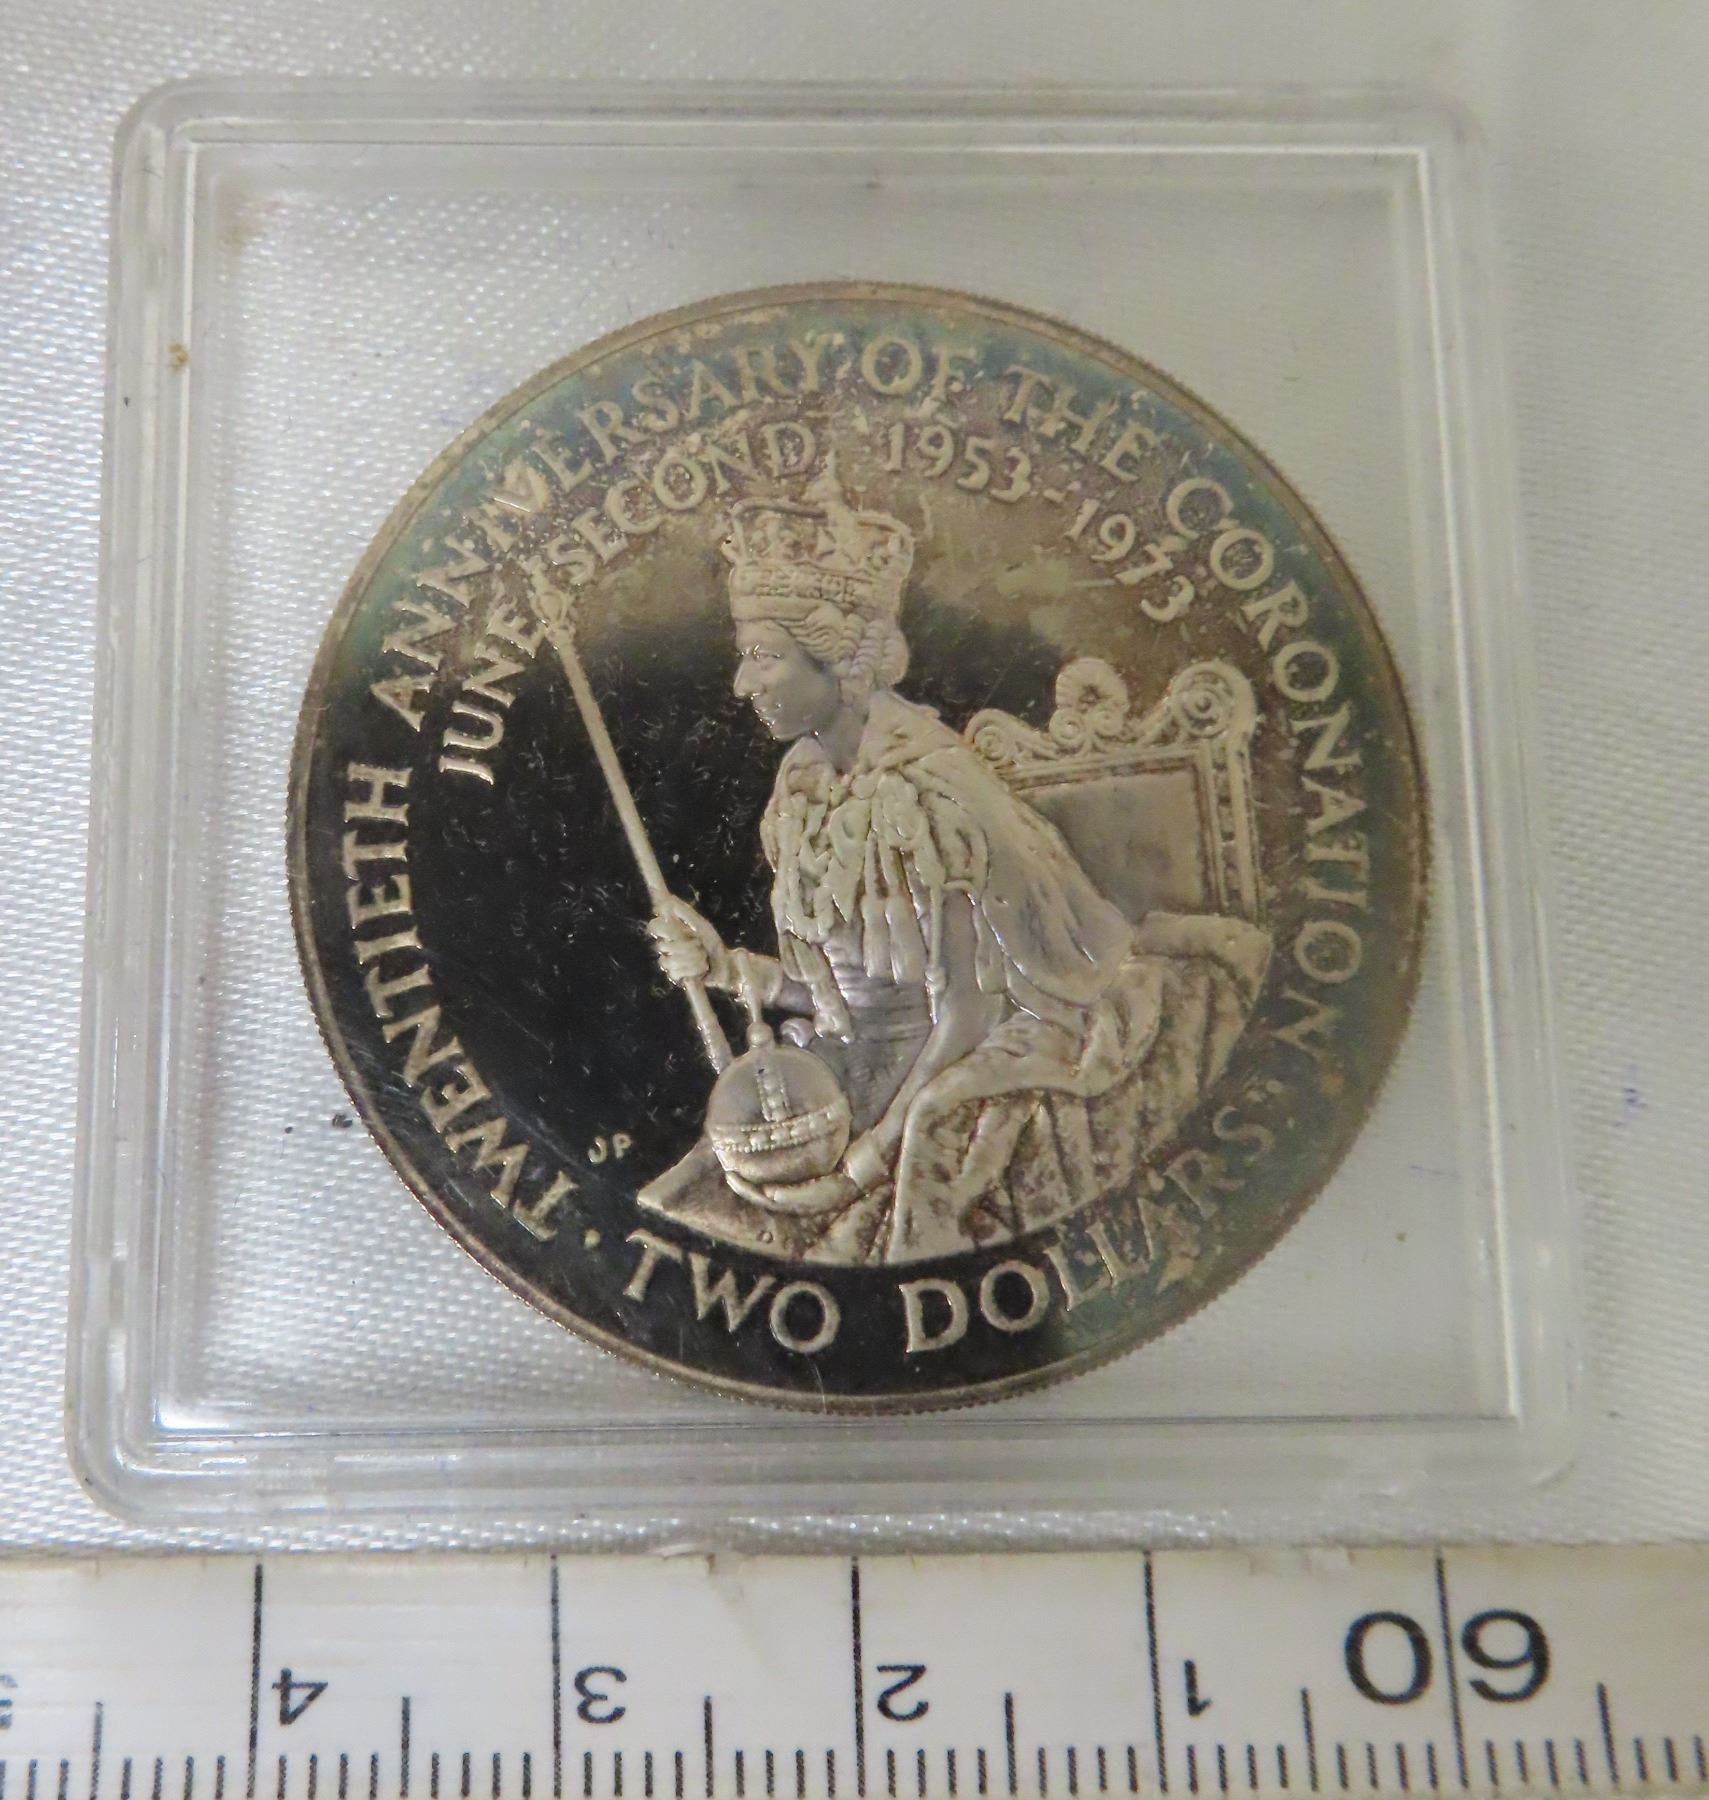 TWENTIETH ANNIVERSARY OF THE CORONATION
JUNE SECOND 1953-1973
JP
· TWO DOLLARS ·
4 3 2 1 60